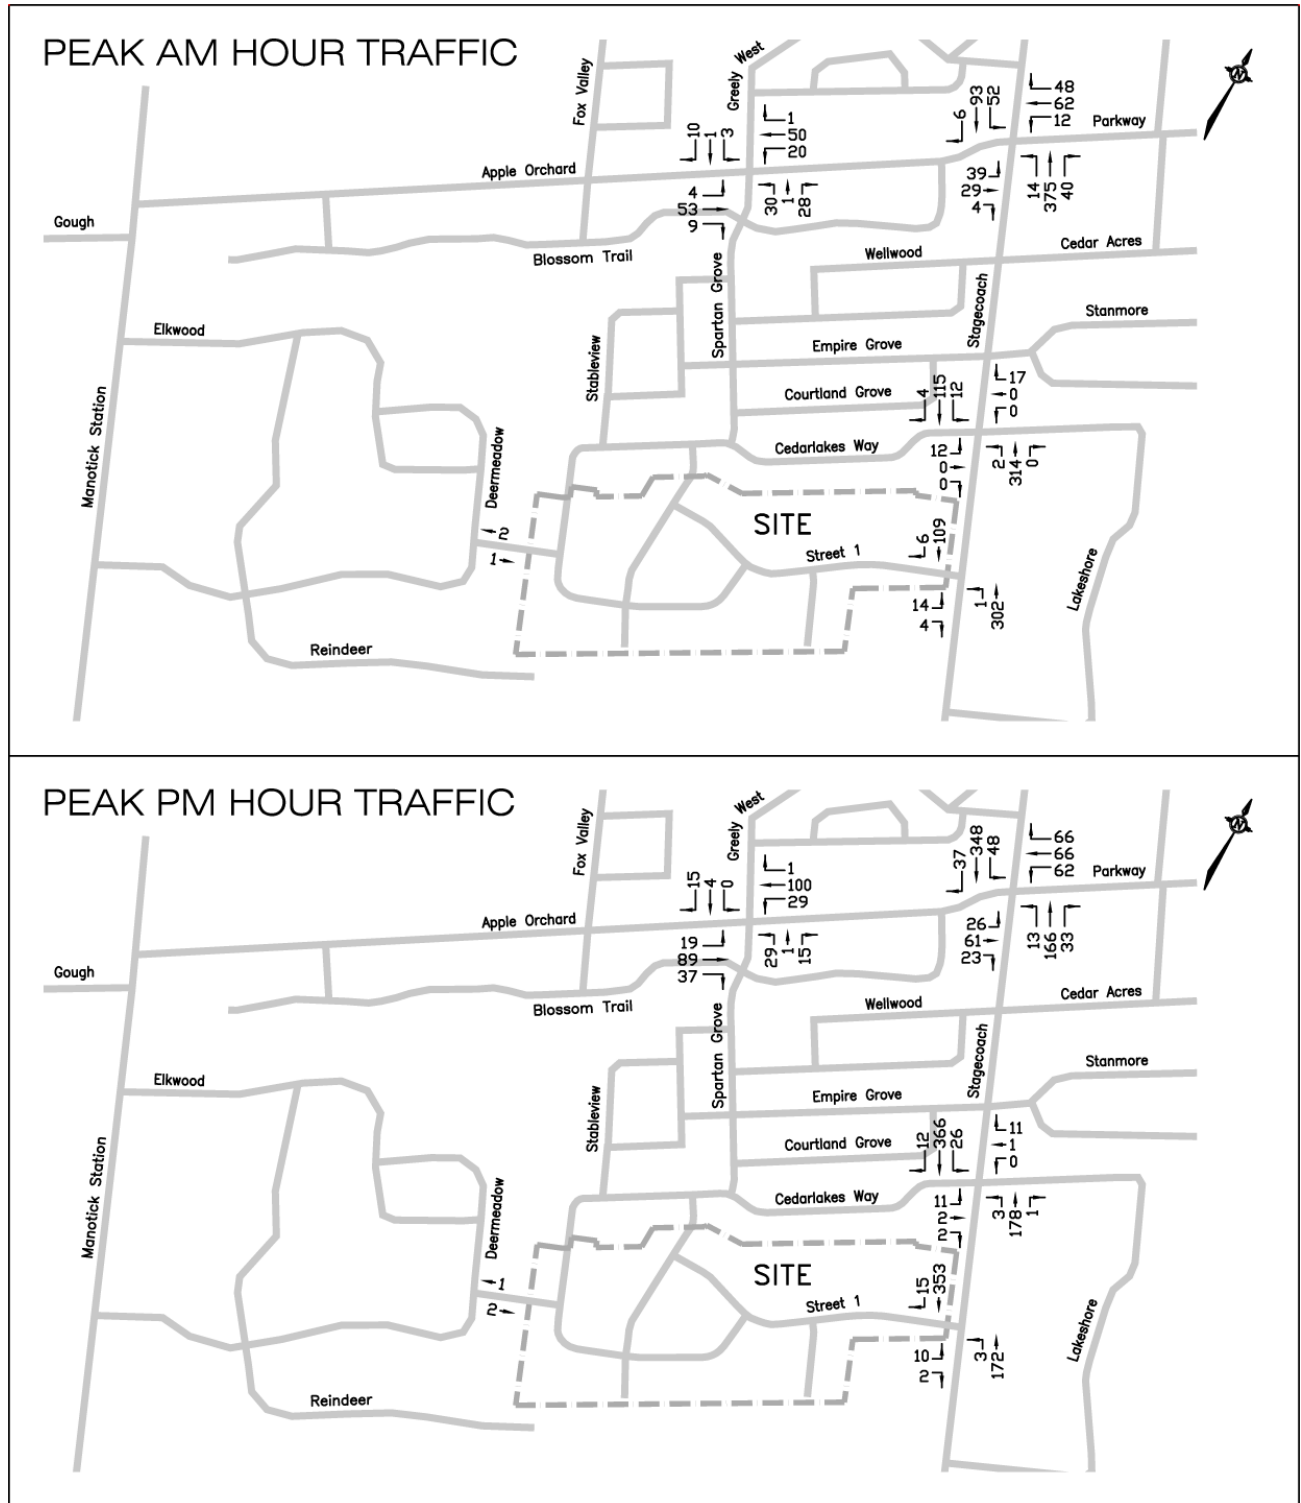 PEAK AM HOUR TRAFFIC
West
Greely
Fox Valley
N
48
62
12
Parkway
6
93
52
10
1
3
1
50
20
Apple Orchard
4
53
9
30
1
28
39
29
4
14
375
40
Gough
Blossom Trail
Wellwood
Cedar Acres
Spartan Grove
Stagecoach
Elkwood
Stanmore
Stableview
Empire Grove
Courtland Grove
4
115
12
17
0
0
Manotick Station
Deermeadow
Cedarlakes Way
12
0
0
2
314
0
SITE
2
1
Street 1
6
109
14
4
1
302
Lakeshore
Reindeer
PEAK PM HOUR TRAFFIC
West
Greely
Fox Valley
N
66
66
62
Parkway
37
348
48
15
4
0
1
100
29
Apple Orchard
19
89
37
29
1
15
26
61
23
13
166
33
Gough
Blossom Trail
Wellwood
Cedar Acres
Spartan Grove
Stagecoach
Elkwood
Stanmore
Stableview
Empire Grove
Courtland Grove
12
366
26
11
1
0
Manotick Station
Deermeadow
Cedarlakes Way
11
2
2
3
178
1
SITE
1
2
Street 1
15
353
10
2
3
172
Lakeshore
Reindeer